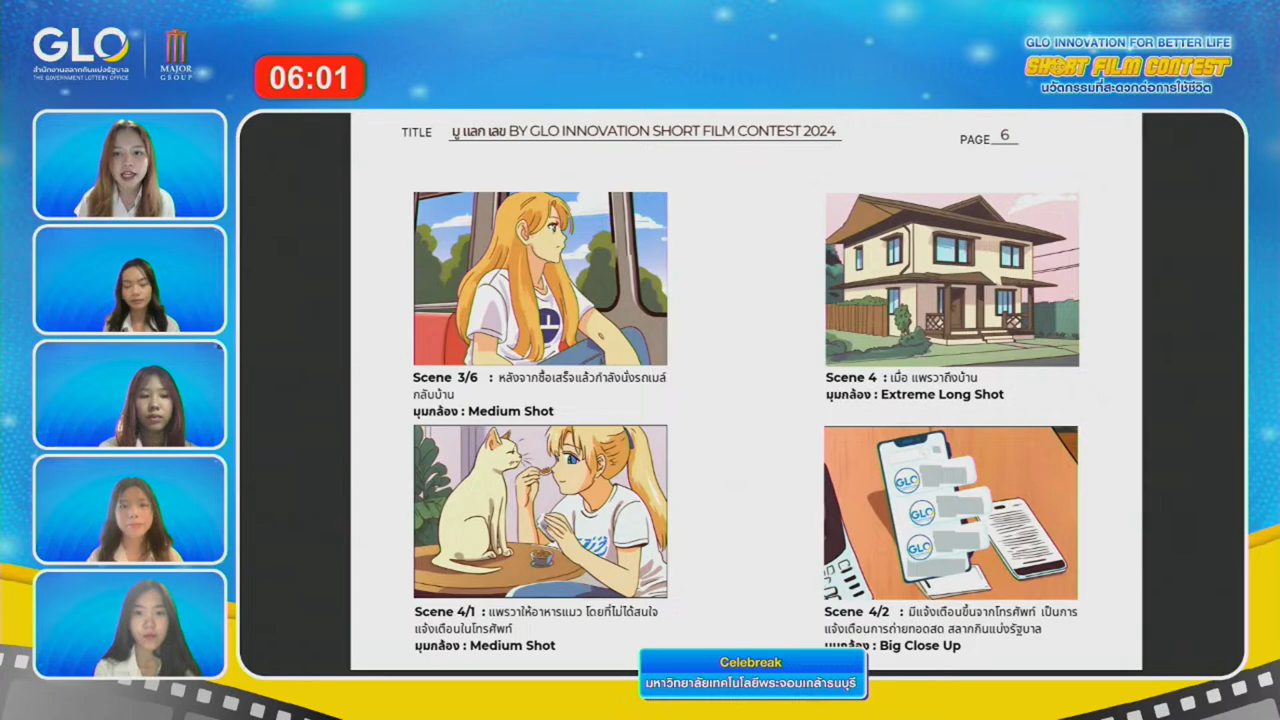 GLO
สำนักงานสลากกินแบ่งรัฐบาล
THE GOVERNMENT LOTTERY OFFICE
MAJOR
GROUP
06:01
GLO INNOVATION FOR BETTER LIFE
SHORT FILM CONTEST
นวัตกรรมที่สะดวกต่อการใช้ชีวิต
TITLE บู แลก เลข BY GLO INNOVATION SHORT FILM CONTEST 2024
PAGE 6
Scene 3/6 : หลังจากซื้อเสร็จแล้วกำลังนั่งรถเมล์
กลับบ้าน
มุมกล้อง : Medium Shot
Scene 4 : เมื่อ แพรวาถึงบ้าน
มุมกล้อง : Extreme Long Shot
GLO
GLO
GLO
Scene 4/1 : แพรวาให้อาหารแมว โดยที่ไม่ได้สนใจ
แจ้งเตือนในโทรศัพท์
มุมกล้อง : Medium Shot
Scene 4/2 : มีแจ้งเตือนขึ้นจากโทรศัพท์ เป็นการ
แจ้งเตือนการถ่ายทอดสด สลากกินแบ่งรัฐบาล
มุมกล้อง : Big Close Up
Celebreak
มหาวิทยาลัยเทคโนโลยีพระจอมเกล้าธนบุรี